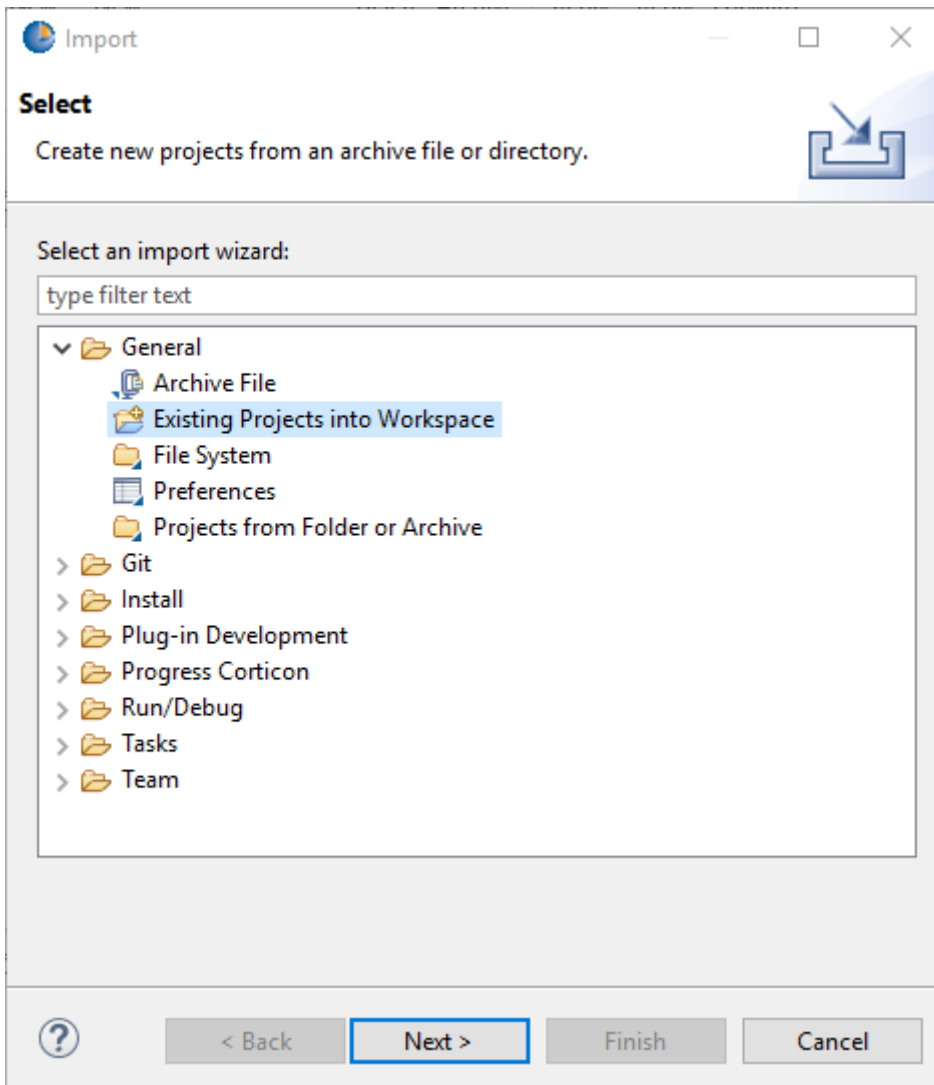 Import
Select
Create new projects from an archive file or directory.
Select an import wizard:
type filter text
General
Archive File
Existing Projects into Workspace
File System
Preferences
Projects from Folder or Archive
Git
Install
Plug-in Development
Progress Corticon
Run/Debug
Tasks
Team
? < Back Next > Finish Cancel